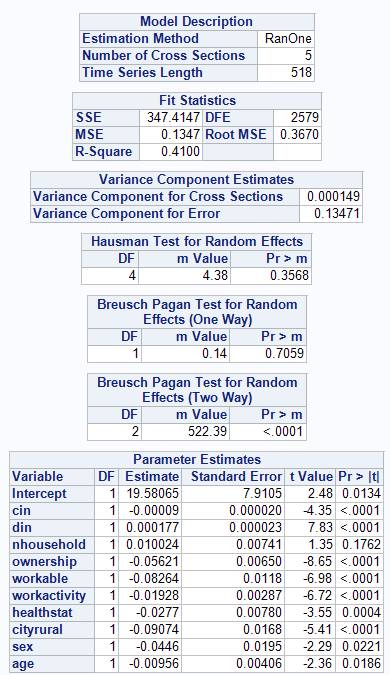 Model Description
Estimation Method RanOne
Number of Cross Sections 5
Time Series Length 518
Fit Statistics
SSE 347.4147 DFE 2579
MSE 0.1347 Root MSE 0.3670
R-Square 0.4100
Variance Component Estimates
Variance Component for Cross Sections 0.000149
Variance Component for Error 0.13471
Hausman Test for Random Effects
DF m Value Pr > m
4 4.38 0.3568
Breusch Pagan Test for Random
Effects (One Way)
DF m Value Pr > m
1 0.14 0.7059
Breusch Pagan Test for Random
Effects (Two Way)
DF m Value Pr > m
2 522.39 <.0001
Parameter Estimates
Variable DF Estimate Standard Error t Value Pr > |t|
Intercept 1 19.58065 7.9105 2.48 0.0134
cin 1 -0.00009 0.000020 -4.35 <.0001
din 1 0.000177 0.000023 7.83 <.0001
nhousehold 1 0.010024 0.00741 1.35 0.1762
ownership 1 -0.05621 0.00650 -8.65 <.0001
workable 1 -0.08264 0.0118 -6.98 <.0001
workactivity 1 -0.01928 0.00287 -6.72 <.0001
healthstat 1 -0.0277 0.00780 -3.55 0.0004
cityrural 1 -0.09074 0.0168 -5.41 <.0001
sex 1 -0.0446 0.0195 -2.29 0.0221
age 1 -0.00956 0.00406 -2.36 0.0186